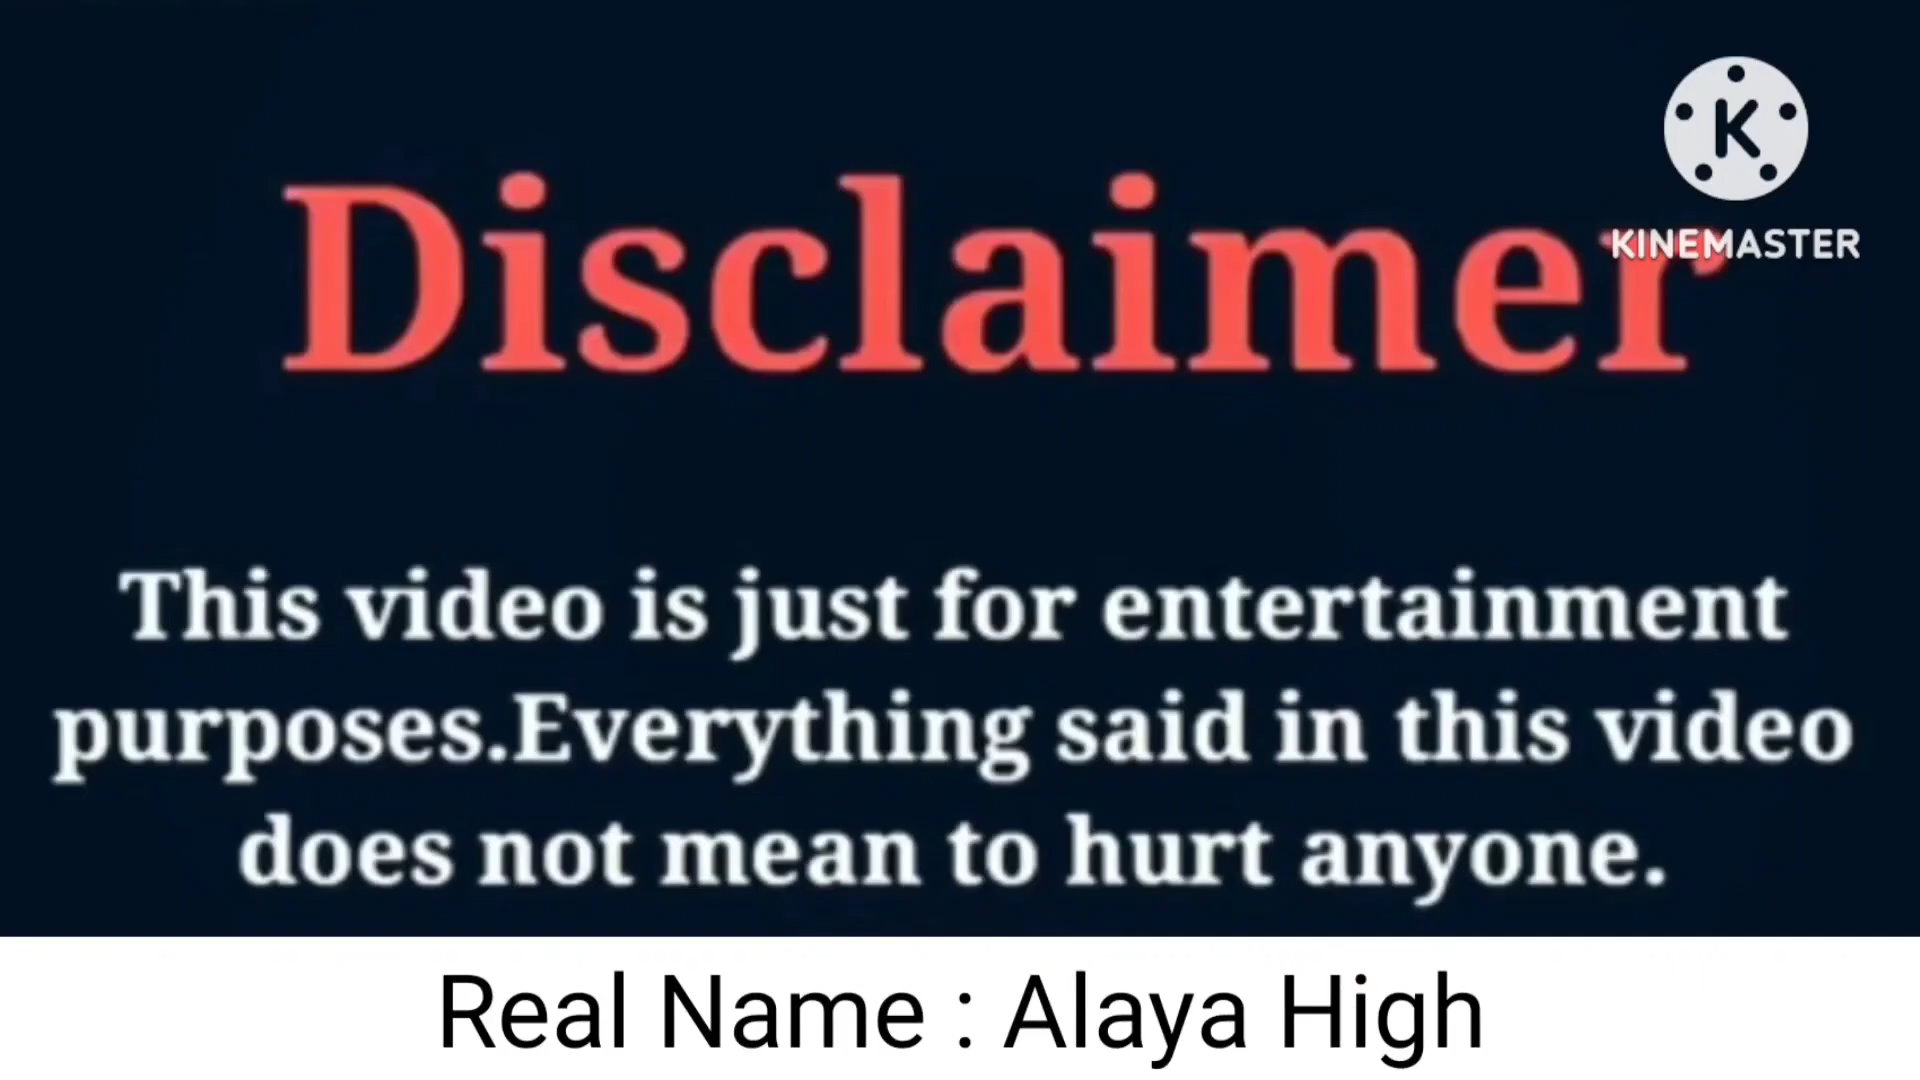 K
KINEMASTER
Disclaimer
This video is just for entertainment
purposes.Everything said in this video
does not mean to hurt anyone.
Real Name : Alaya High